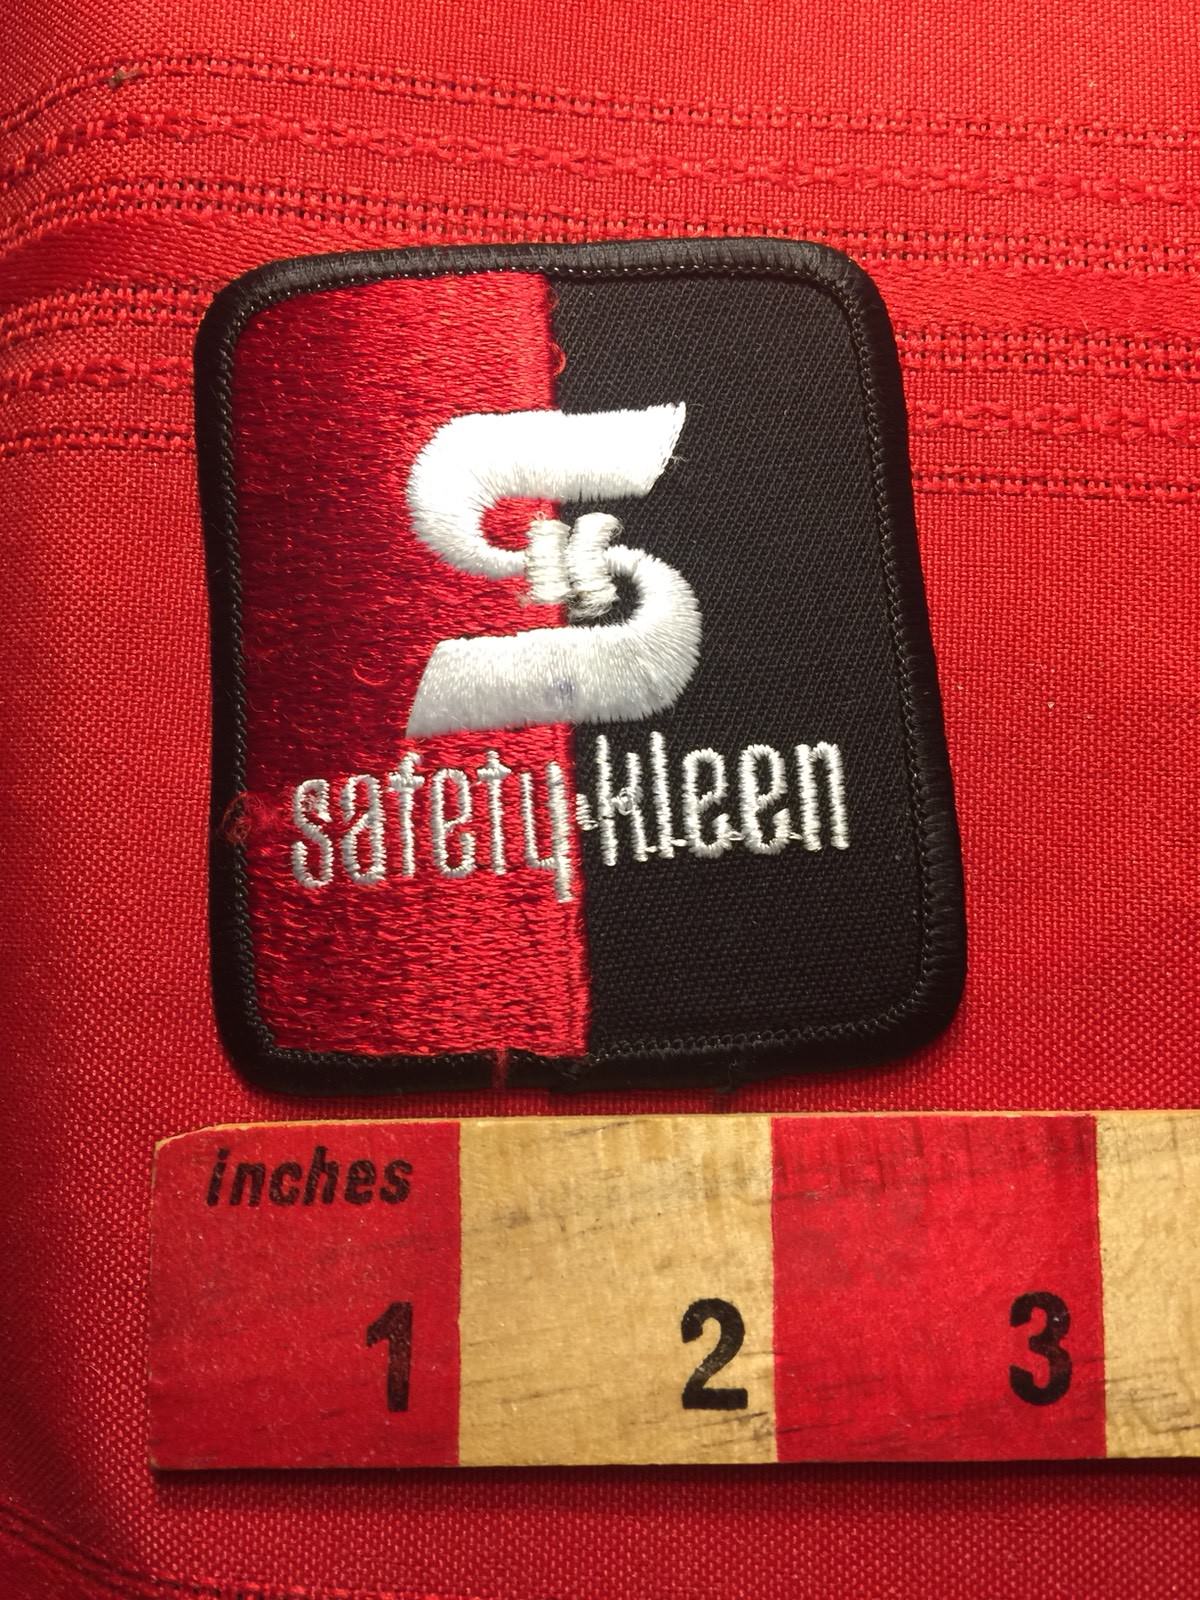 S
safety-kleen
inches
1 2 3